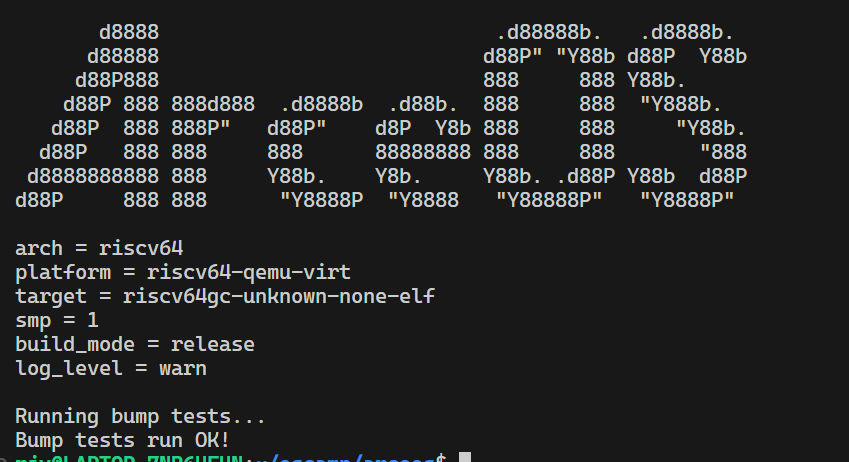 d8888                            .d88888b.   .d8888b.
      d88888                           d88P" "Y88b d88P  Y88b
     d88P888                           888     888 Y88b.
    d88P 888 888d888  .d8888b  .d88b.  888     888  "Y888b.
   d88P  888 888P"   d88P"    d8P  Y8b 888     888     "Y88b.
  d88P   888 888     888      88888888 888     888       "888
 d8888888888 888     Y88b.    Y8b.     Y88b. .d88P Y88b  d88P
d88P     888 888      "Y8888P  "Y8888   "Y88888P"   "Y8888P"
arch = riscv64
platform = riscv64-qemu-virt
target = riscv64gc-unknown-none-elf
smp = 1
build_mode = release
log_level = warn
Running bump tests...
Bump tests run OK!